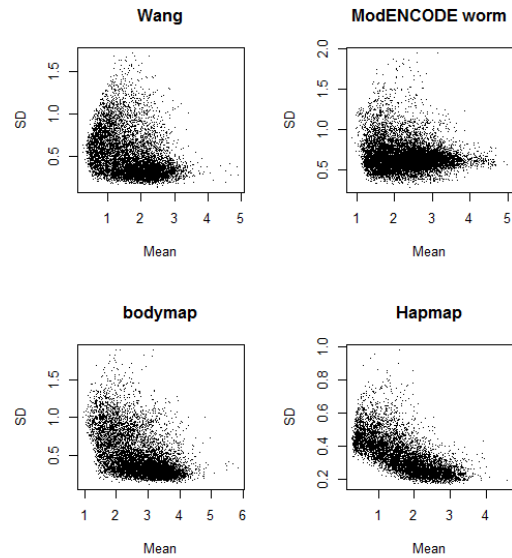 Wang
SD
0.5 1.0 1.5
1 2 3 4 5
Mean
ModENCODE worm
SD
0.5 1.0 1.5 2.0
1 2 3 4 5
Mean
bodymap
SD
0.5 1.0 1.5
1 2 3 4 5 6
Mean
Hapmap
SD
0.2 0.4 0.6 0.8 1.0
1 2 3 4
Mean